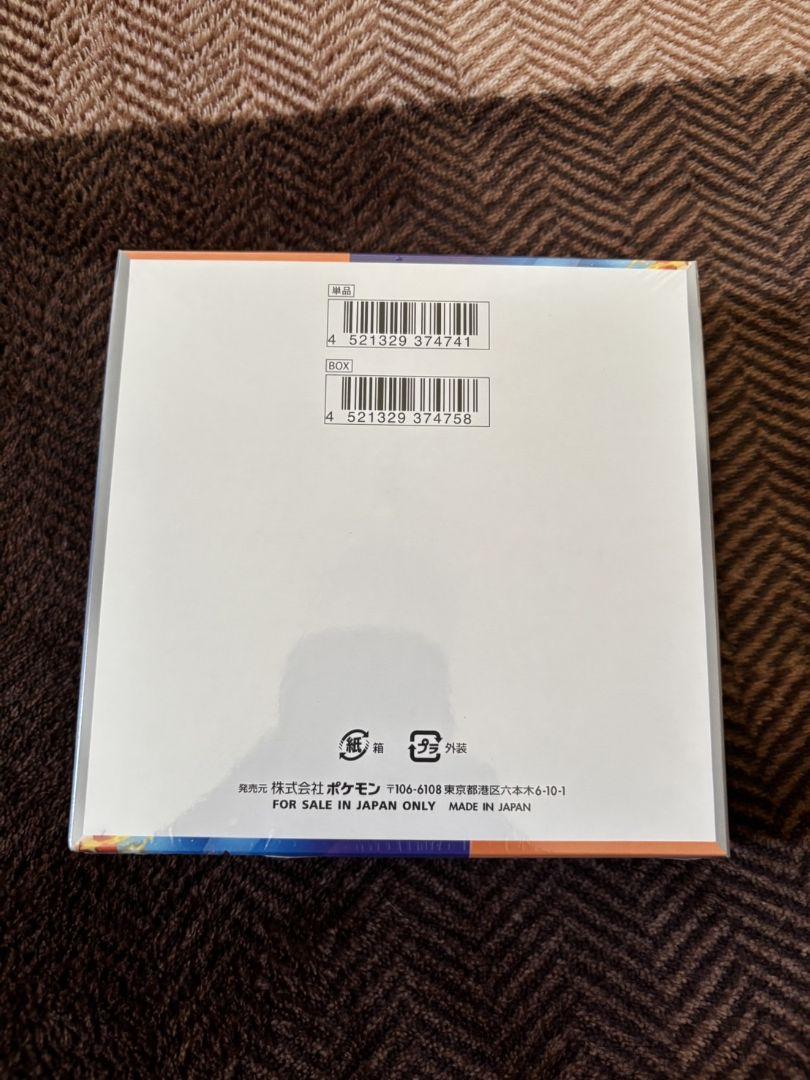 単品
4 521329 374741
BOX
4 521329 374758
紙 箱
プラ 外装
発売元 株式会社ポケモン 〒106-6108 東京都港区六本木6-10-1
FOR SALE IN JAPAN ONLY MADE IN JAPAN